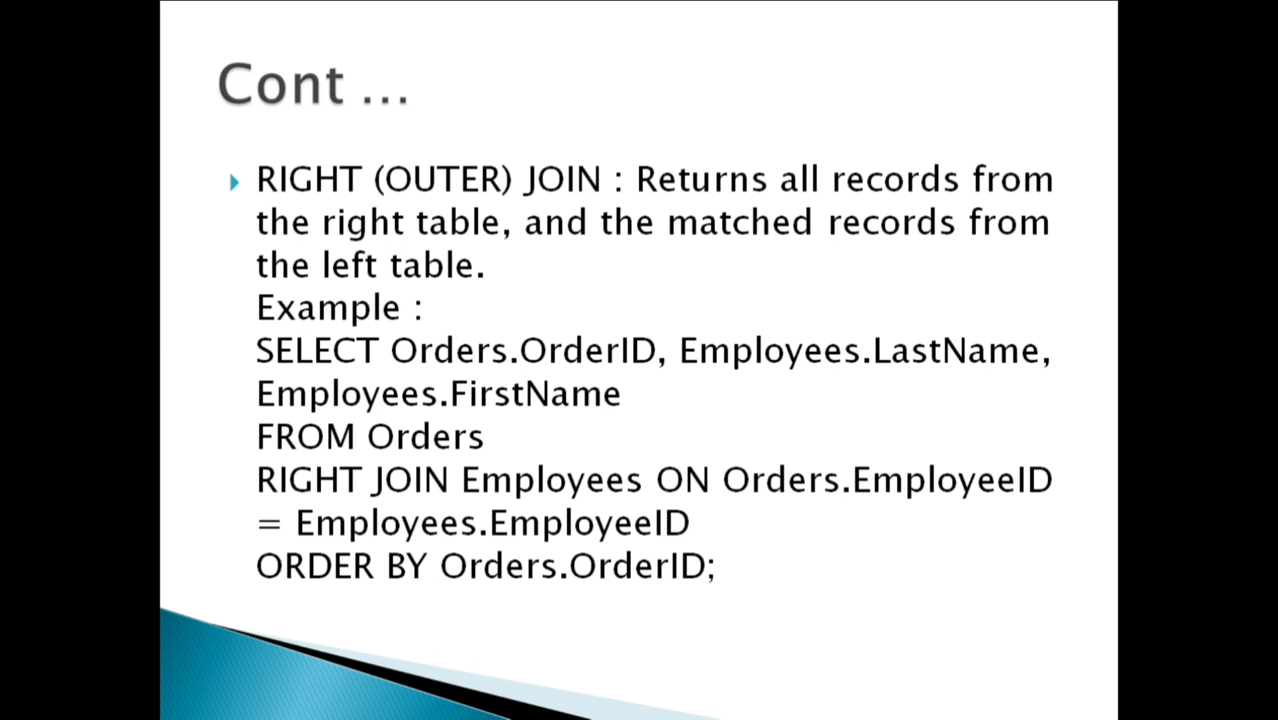 Cont ...
RIGHT (OUTER) JOIN : Returns all records from
the right table, and the matched records from
the left table.
Example :
SELECT Orders.OrderID, Employees.LastName,
Employees.FirstName
FROM Orders
RIGHT JOIN Employees ON Orders.EmployeeID
= Employees.EmployeeID
ORDER BY Orders.OrderID;